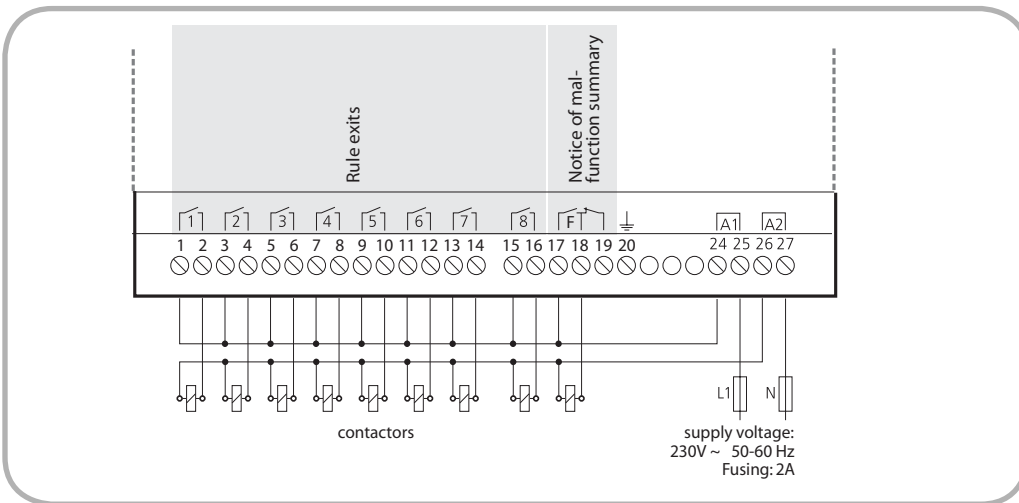 Rule exits
Notice of mal-
function summary
1 2 3 4 5 6 7 8 F A1 A2
1 2 3 4 5 6 7 8 9 10 11 12 13 14 15 16 17 18 19 20 24 25 26 27
L1 N
contactors
supply voltage:
230V ~ 50-60 Hz
Fusing: 2A